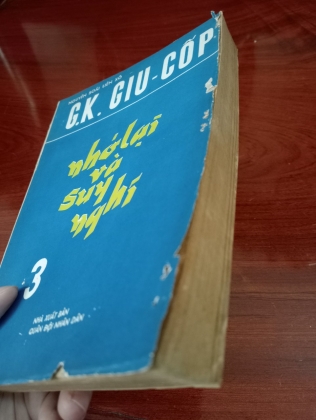 NGUYÊN SOÁI LIÊN XÔ
G.K. GIU-CỐP
nhớ lại
và
suy
nghĩ
3
NHÀ XUẤT BẢN
QUÂN ĐỘI NHÂN DÂN